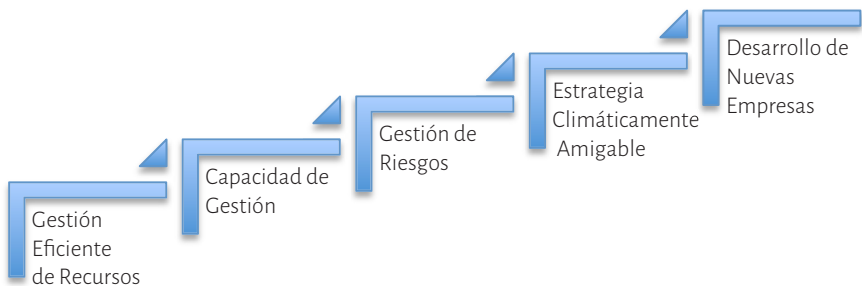 Gestión
Eficiente
de Recursos
Capacidad de
Gestión
Gestión de
Riesgos
Estrategia
Climáticamente
Amigable
Desarrollo de
Nuevas
Empresas